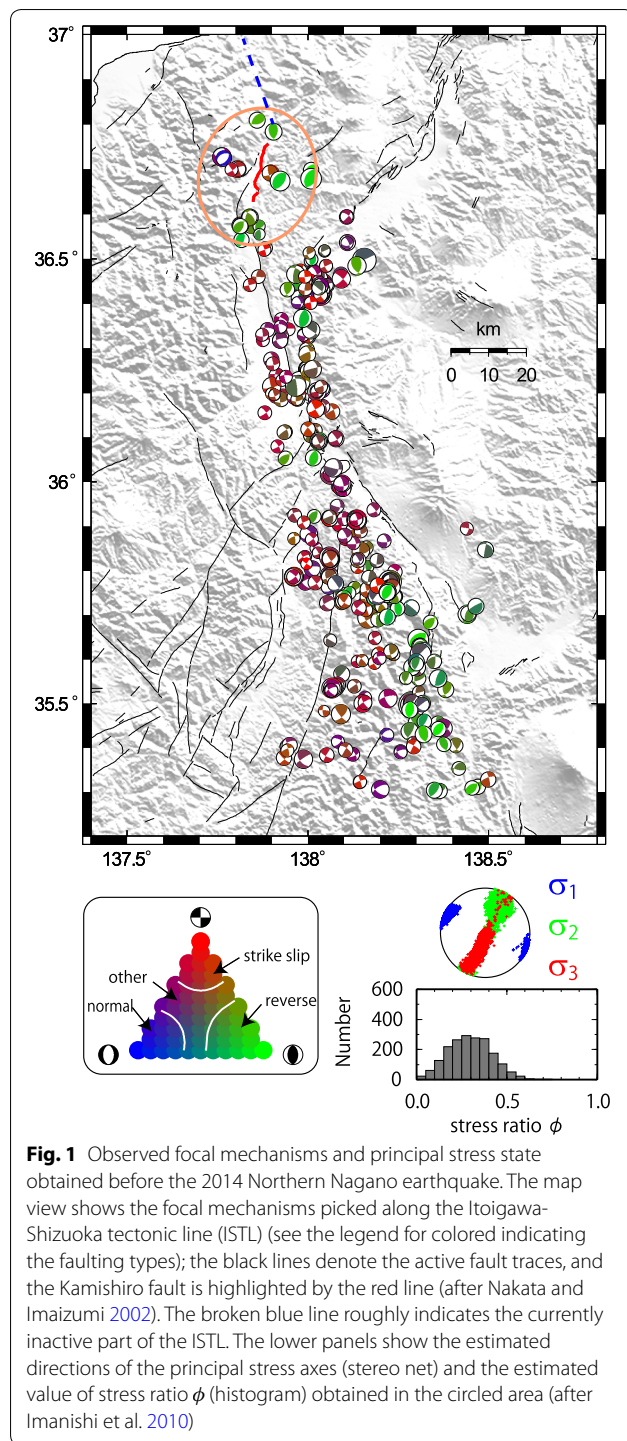 37°
36.5°
36°
35.5°
137.5°
138°
138.5°
km
0 10 20
strike slip
other
normal
reverse
σ1
σ2
σ3
Number
600
400
200
0
0.0 0.5 1.0
stress ratio ϕ
Fig. 1 Observed focal mechanisms and principal stress state
obtained before the 2014 Northern Nagano earthquake. The map
view shows the focal mechanisms picked along the Itoigawa-
Shizuoka tectonic line (ISTL) (see the legend for colored indicating
the faulting types); the black lines denote the active fault traces, and
the Kamishiro fault is highlighted by the red line (after Nakata and
Imaizumi 2002). The broken blue line roughly indicates the currently
inactive part of the ISTL. The lower panels show the estimated
directions of the principal stress axes (stereo net) and the estimated
value of stress ratio ϕ (histogram) obtained in the circled area (after
Imanishi et al. 2010)